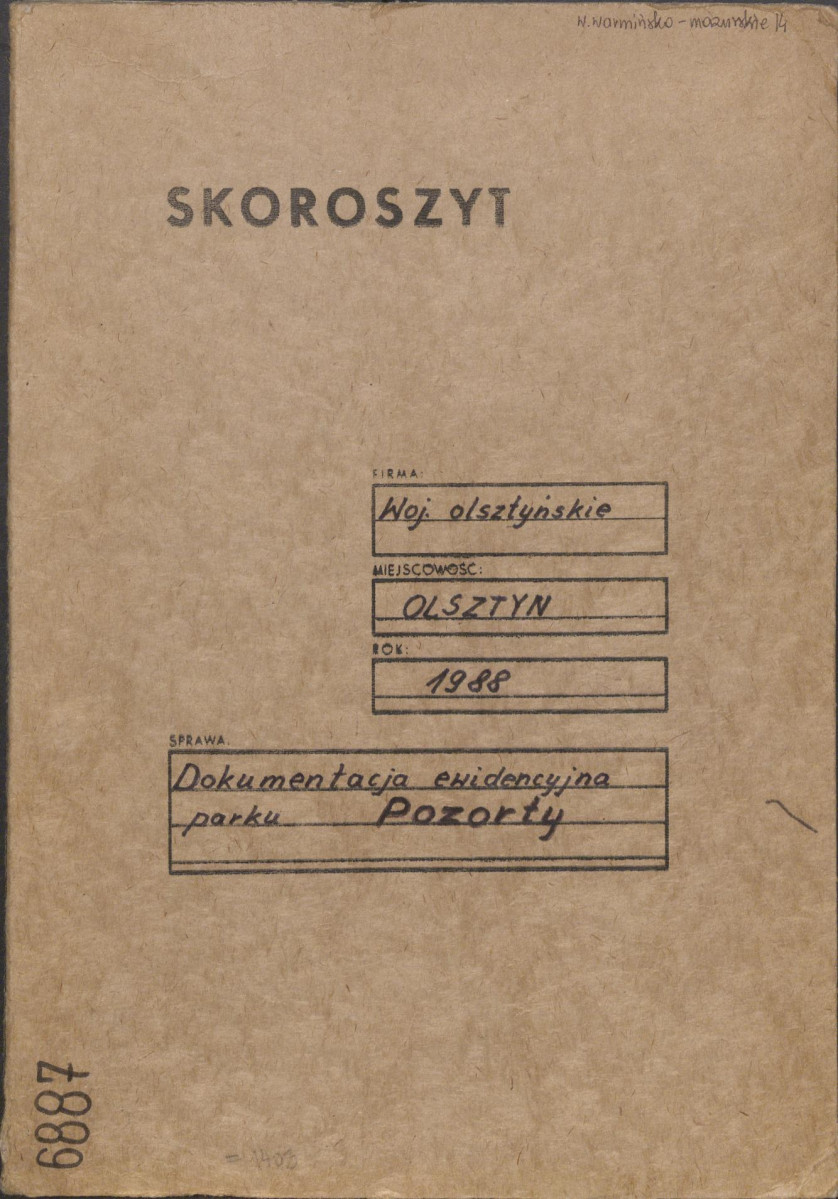 w. warmińsko-mazurskie 14
SKOROSZYT
FIRMA:
Woj. olsztyńskie
MIEJSCOWOŚĆ:
OLSZTYN
ROK:
1988
SPRAWA:
Dokumentacja ewidencyjna
parku Pozorty
6887